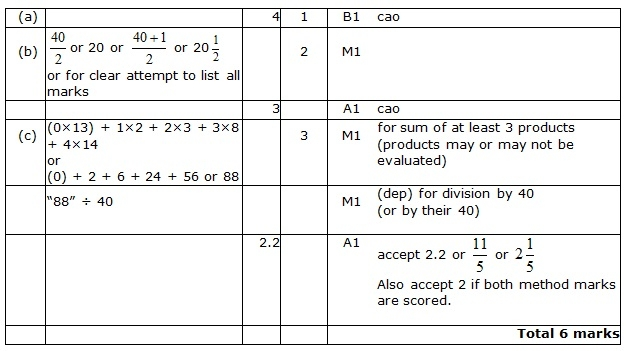 (a) 4 1 B1 cao
(b) 40/2 or 20 or (40+1)/2 or 20 1/2 2 M1
or for clear attempt to list all
marks
3 A1 cao
(c) (0×13) + 1×2 + 2×3 + 3×8 3 M1 for sum of at least 3 products
+ 4×14 (products may or may not be
or evaluated)
(0) + 2 + 6 + 24 + 56 or 88
"88" ÷ 40 M1 (dep) for division by 40
(or by their 40)
2.2 A1 accept 2.2 or 11/5 or 2 1/5
Also accept 2 if both method marks
are scored.
Total 6 marks